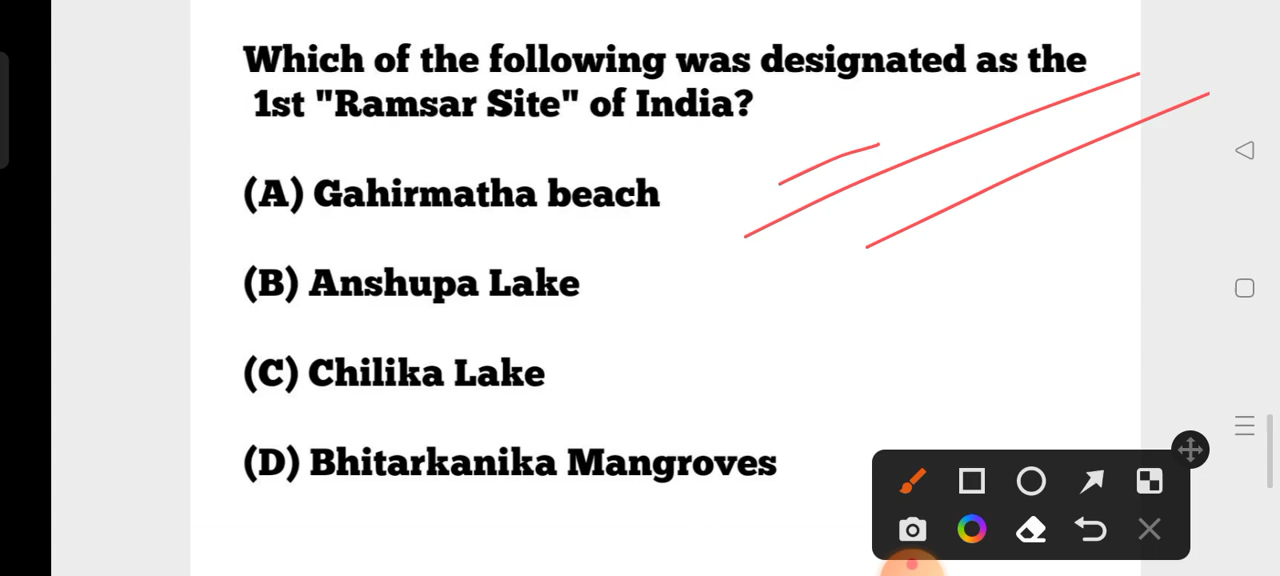 Which of the following was designated as the
1st "Ramsar Site" of India?
(A) Gahirmatha beach
(B) Anshupa Lake
(C) Chilika Lake
(D) Bhitarkanika Mangroves